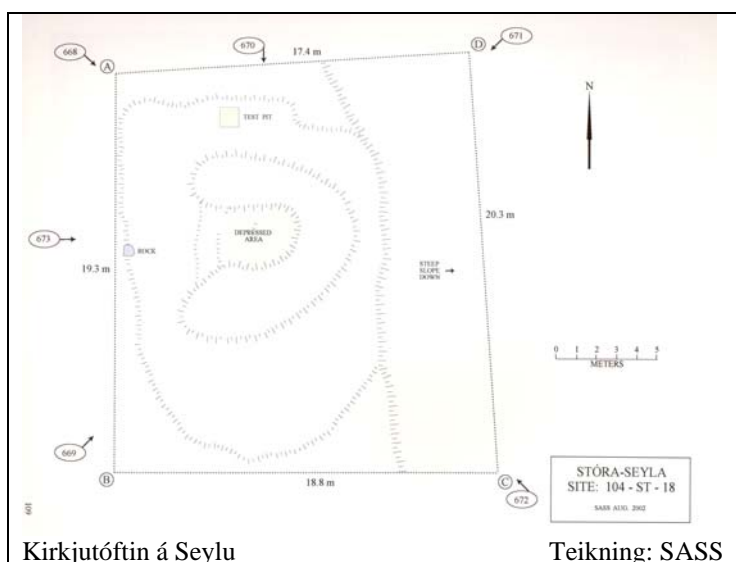 668
670
17.4 m
D
671
A
N
TEST PIT
20.3 m
673
DEPRESSED
AREA
ROCK
19.3 m
STEEP
SLOPE
DOWN
0 1 2 3 4 5
METERS
669
B
18.8 m
C
672
STÓRA-SEYLA
SITE: 104 - ST - 18
SASS AUG. 2002
109
Kirkjutóftin á Seylu Teikning: SASS